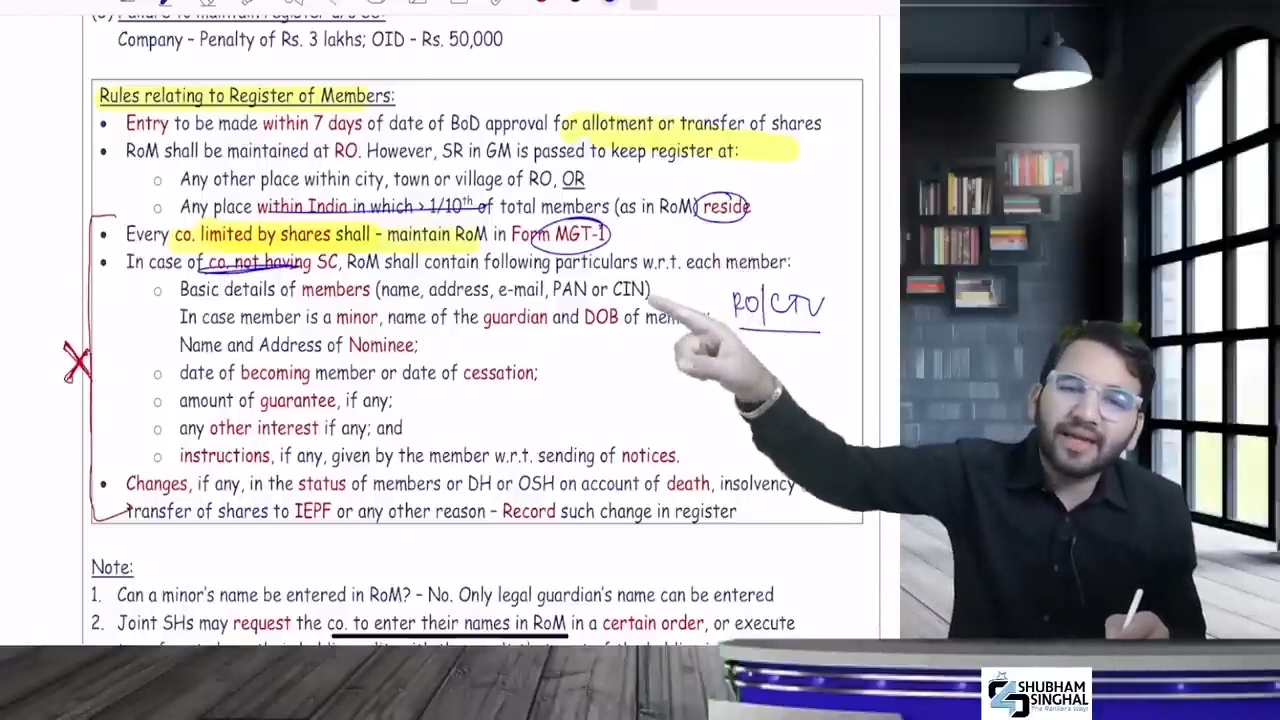 Company – Penalty of Rs. 3 lakhs; OID – Rs. 50,000
Rules relating to Register of Members:
• Entry to be made within 7 days of date of BoD approval for allotment or transfer of shares
• RoM shall be maintained at RO. However, SR in GM is passed to keep register at:
○ Any other place within city, town or village of RO, OR
○ Any place within India in which > 1/10th of total members (as in RoM) reside
• Every co. limited by shares shall – maintain RoM in Form MGT-1
• In case of co. not having SC, RoM shall contain following particulars w.r.t. each member:
○ Basic details of members (name, address, e-mail, PAN or CIN)
RO/CTV
In case member is a minor, name of the guardian and DOB of
Name and Address of Nominee;
○ date of becoming member or date of cessation;
○ amount of guarantee, if any;
○ any other interest if any; and
○ instructions, if any, given by the member w.r.t. sending of notices.
• Changes, if any, in the status of members or DH or OSH on account of death, insolvency
transfer of shares to IEPF or any other reason – Record such change in register
Note:
1. Can a minor's name be entered in RoM? – No. Only legal guardian's name can be entered
2. Joint SHs may request the co. to enter their names in RoM in a certain order, or execute
SHUBHAM
SINGHAL
The Rankers Way!